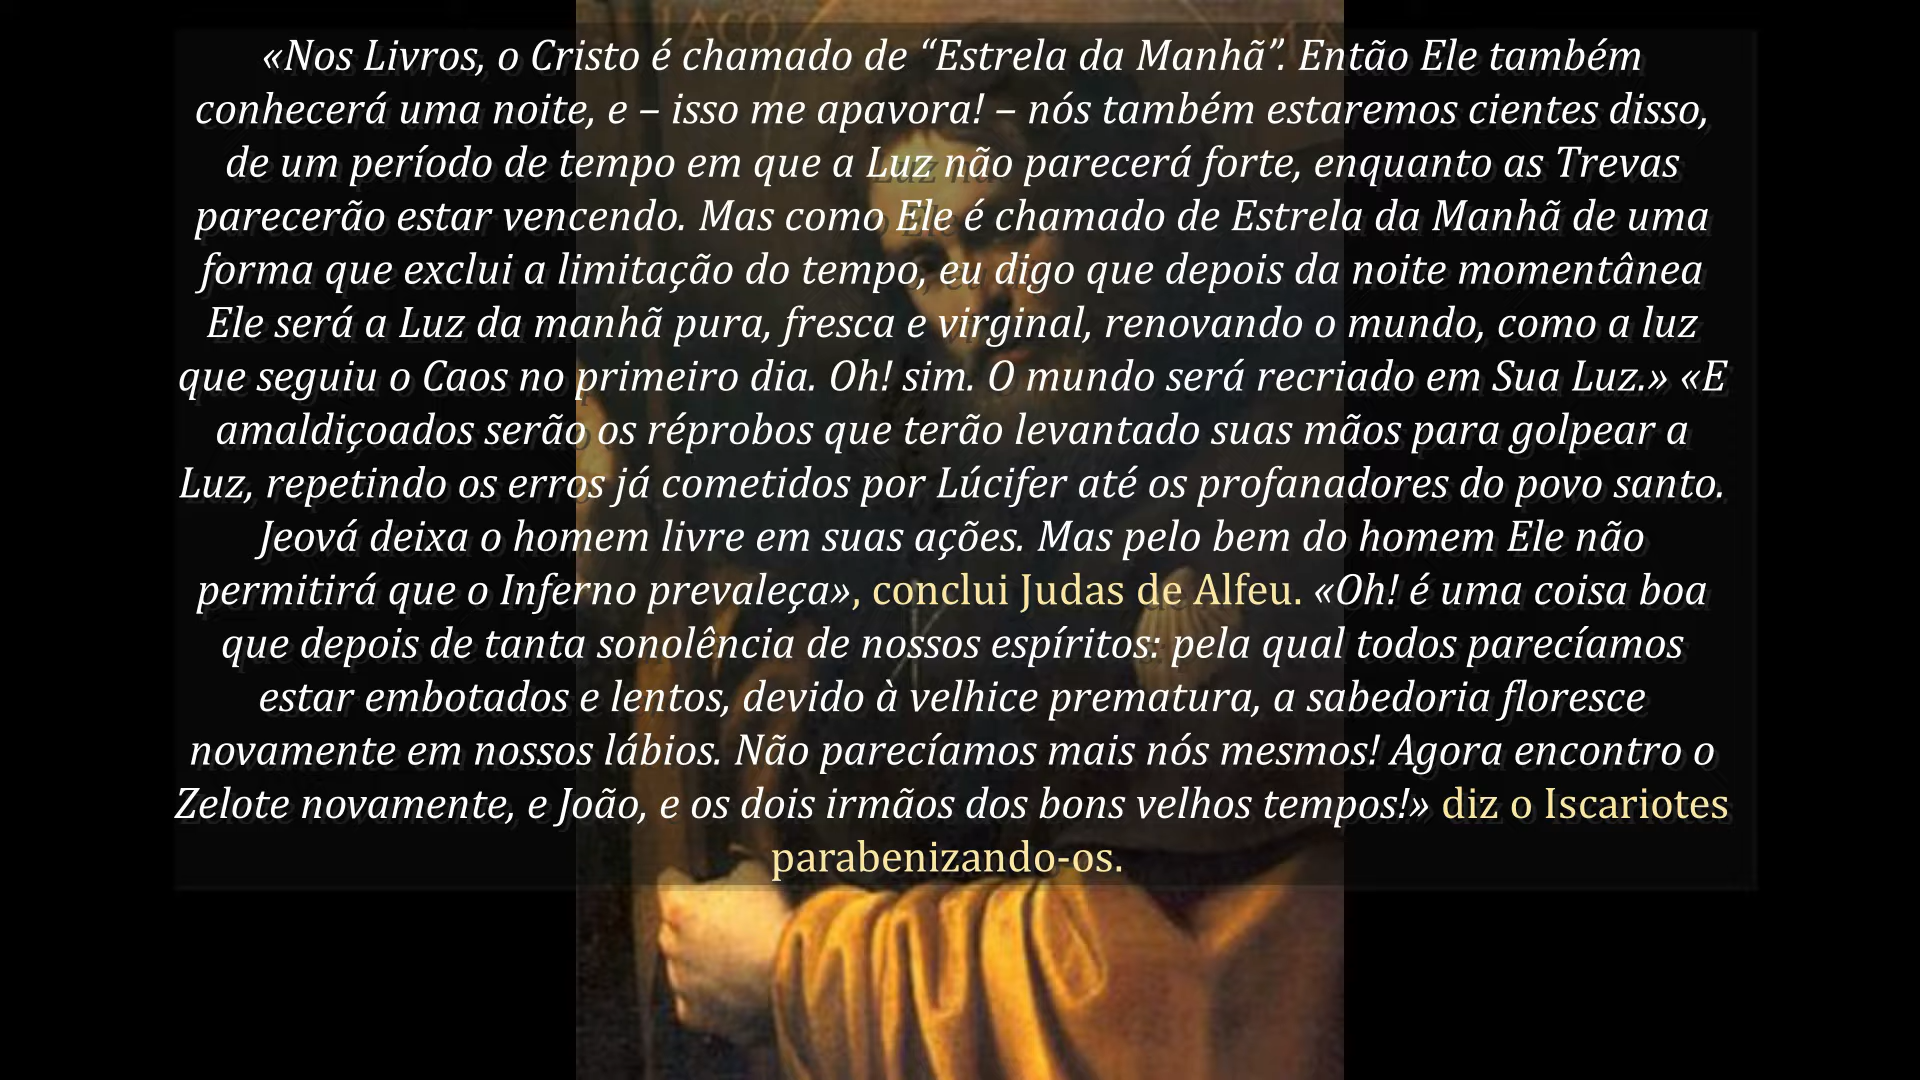 IACO
«Nos Livros, o Cristo é chamado de “Estrela da Manhã”. Então Ele também
conhecerá uma noite, e – isso me apavora! – nós também estaremos cientes disso,
de um período de tempo em que a Luz não parecerá forte, enquanto as Trevas
parecerão estar vencendo. Mas como Ele é chamado de Estrela da Manhã de uma
forma que exclui a limitação do tempo, eu digo que depois da noite momentânea
Ele será a Luz da manhã pura, fresca e virginal, renovando o mundo, como a luz
que seguiu o Caos no primeiro dia. Oh! sim. O mundo será recriado em Sua Luz.» «E
amaldiçoados serão os réprobos que terão levantado suas mãos para golpear a
Luz, repetindo os erros já cometidos por Lúcifer até os profanadores do povo santo.
Jeová deixa o homem livre em suas ações. Mas pelo bem do homem Ele não
permitirá que o Inferno prevaleça», conclui Judas de Alfeu. «Oh! é uma coisa boa
que depois de tanta sonolência de nossos espíritos: pela qual todos parecíamos
estar embotados e lentos, devido à velhice prematura, a sabedoria floresce
novamente em nossos lábios. Não parecíamos mais nós mesmos! Agora encontro o
Zelote novamente, e João, e os dois irmãos dos bons velhos tempos!» diz o Iscariotes
parabenizando-os.